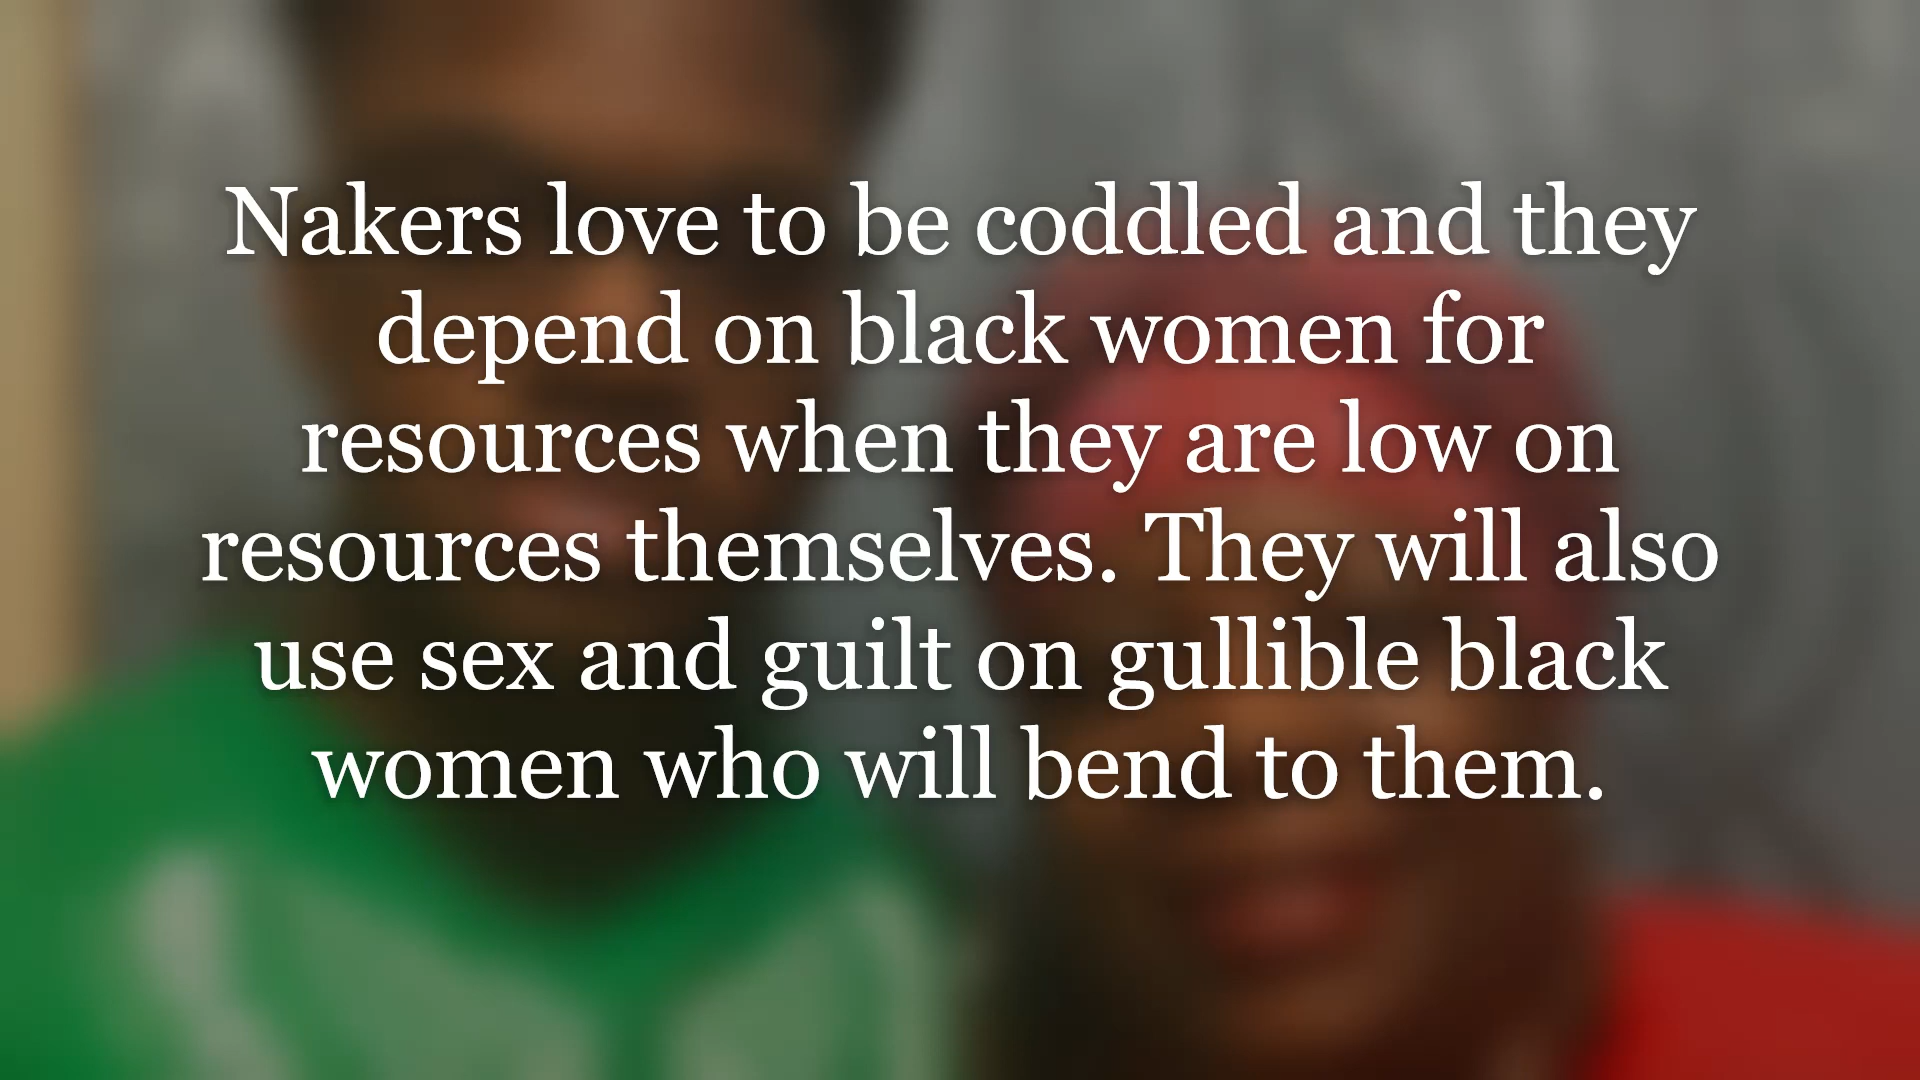 Nakers love to be coddled and they
depend on black women for
resources when they are low on
resources themselves. They will also
use sex and guilt on gullible black
women who will bend to them.